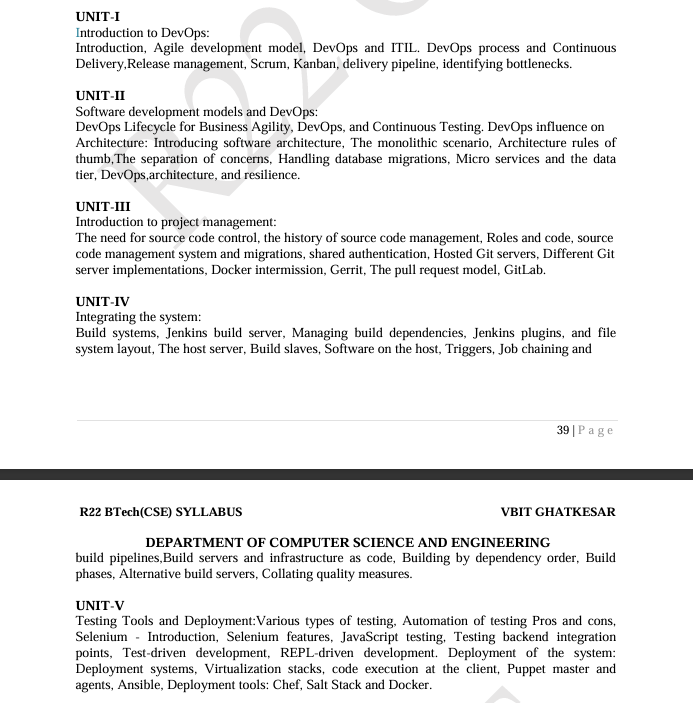 UNIT-I
Introduction to DevOps:
Introduction, Agile development model, DevOps and ITIL. DevOps process and Continuous
Delivery,Release management, Scrum, Kanban, delivery pipeline, identifying bottlenecks.
UNIT-II
Software development models and DevOps:
DevOps Lifecycle for Business Agility, DevOps, and Continuous Testing. DevOps influence on
Architecture: Introducing software architecture, The monolithic scenario, Architecture rules of
thumb,The separation of concerns, Handling database migrations, Micro services and the data
tier, DevOps,architecture, and resilience.
UNIT-III
Introduction to project management:
The need for source code control, the history of source code management, Roles and code, source
code management system and migrations, shared authentication, Hosted Git servers, Different Git
server implementations, Docker intermission, Gerrit, The pull request model, GitLab.
UNIT-IV
Integrating the system:
Build systems, Jenkins build server, Managing build dependencies, Jenkins plugins, and file
system layout, The host server, Build slaves, Software on the host, Triggers, Job chaining and
39 | Page
R22 BTech(CSE) SYLLABUS VBIT GHATKESAR
DEPARTMENT OF COMPUTER SCIENCE AND ENGINEERING
build pipelines,Build servers and infrastructure as code, Building by dependency order, Build
phases, Alternative build servers, Collating quality measures.
UNIT-V
Testing Tools and Deployment:Various types of testing, Automation of testing Pros and cons,
Selenium - Introduction, Selenium features, JavaScript testing, Testing backend integration
points, Test-driven development, REPL-driven development. Deployment of the system:
Deployment systems, Virtualization stacks, code execution at the client, Puppet master and
agents, Ansible, Deployment tools: Chef, Salt Stack and Docker.
R22